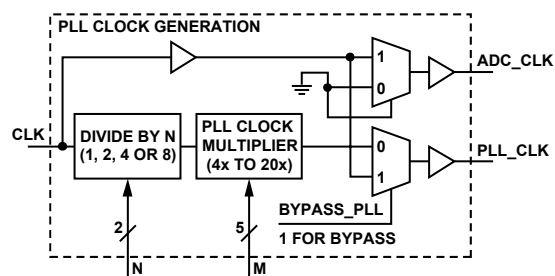 PLL CLOCK GENERATION
1
0
ADC_CLK
CLK
DIVIDE BY N
(1, 2, 4 OR 8)
PLL CLOCK
MULTIPLIER
(4x TO 20x)
0
1
PLL_CLK
BYPASS_PLL
1 FOR BYPASS
2
5
N
M